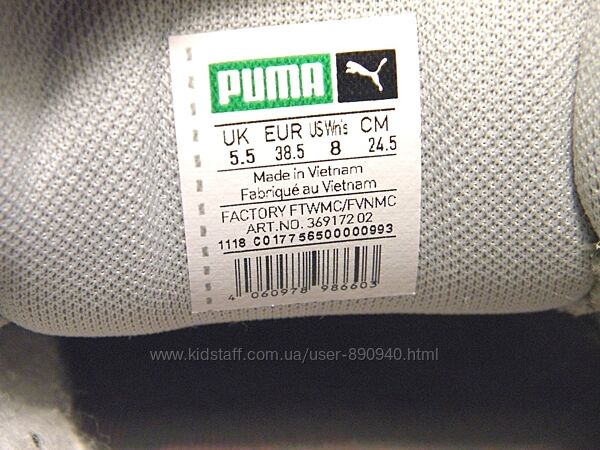 PUMA
UK EUR US Wn's CM
5.5 38.5 8 24.5
Made in Vietnam
Fabriqué au Vietnam
FACTORY FTWMC/FVNMC
ART.NO. 369172 02
1118 C017756500000993
4 060978 986603
www.kidstaff.com.ua/user-890940.html